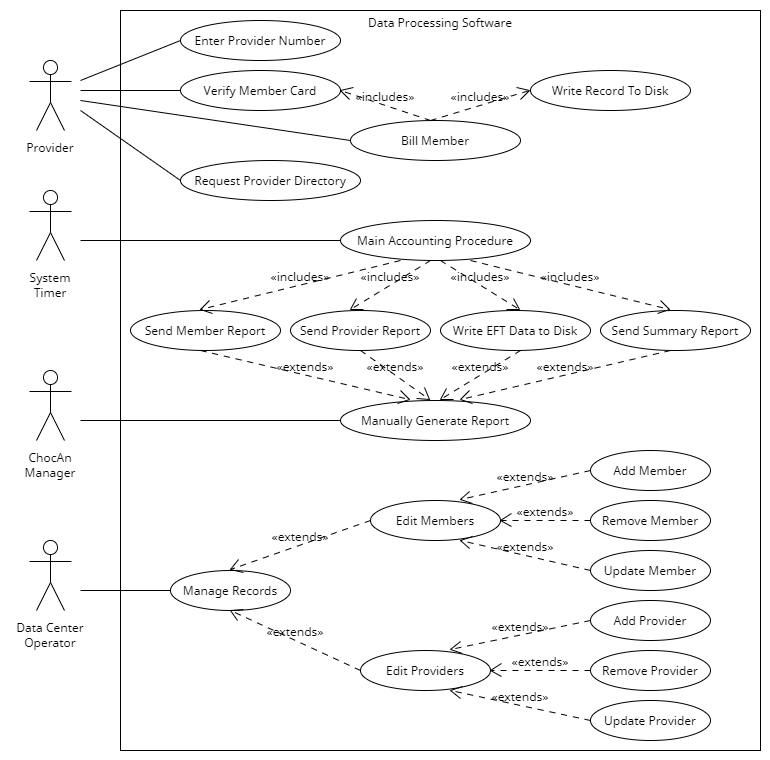 Data Processing Software
Enter Provider Number
Verify Member Card
«includes»
«includes»
Write Record To Disk
Bill Member
Provider
Request Provider Directory
Main Accounting Procedure
System
Timer
«includes»
«includes»
«includes»
«includes»
Send Member Report
Send Provider Report
Write EFT Data to Disk
Send Summary Report
«extends»
«extends»
«extends»
«extends»
Manually Generate Report
ChocAn
Manager
Add Member
«extends»
Edit Members
«extends»
Remove Member
«extends»
«extends»
Update Member
Manage Records
Data Center
Operator
Add Provider
«extends»
«extends»
Edit Providers
«extends»
Remove Provider
«extends»
Update Provider